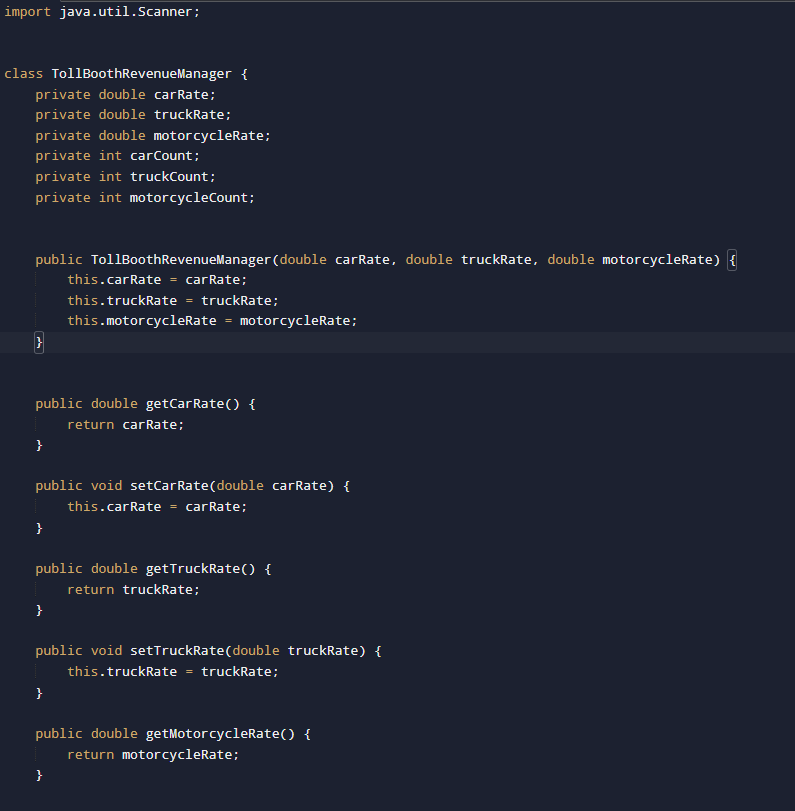 import java.util.Scanner;
class TollBoothRevenueManager {
    private double carRate;
    private double truckRate;
    private double motorcycleRate;
    private int carCount;
    private int truckCount;
    private int motorcycleCount;
    public TollBoothRevenueManager(double carRate, double truckRate, double motorcycleRate) {
        this.carRate = carRate;
        this.truckRate = truckRate;
        this.motorcycleRate = motorcycleRate;
    }
    public double getCarRate() {
        return carRate;
    }
    public void setCarRate(double carRate) {
        this.carRate = carRate;
    }
    public double getTruckRate() {
        return truckRate;
    }
    public void setTruckRate(double truckRate) {
        this.truckRate = truckRate;
    }
    public double getMotorcycleRate() {
        return motorcycleRate;
    }